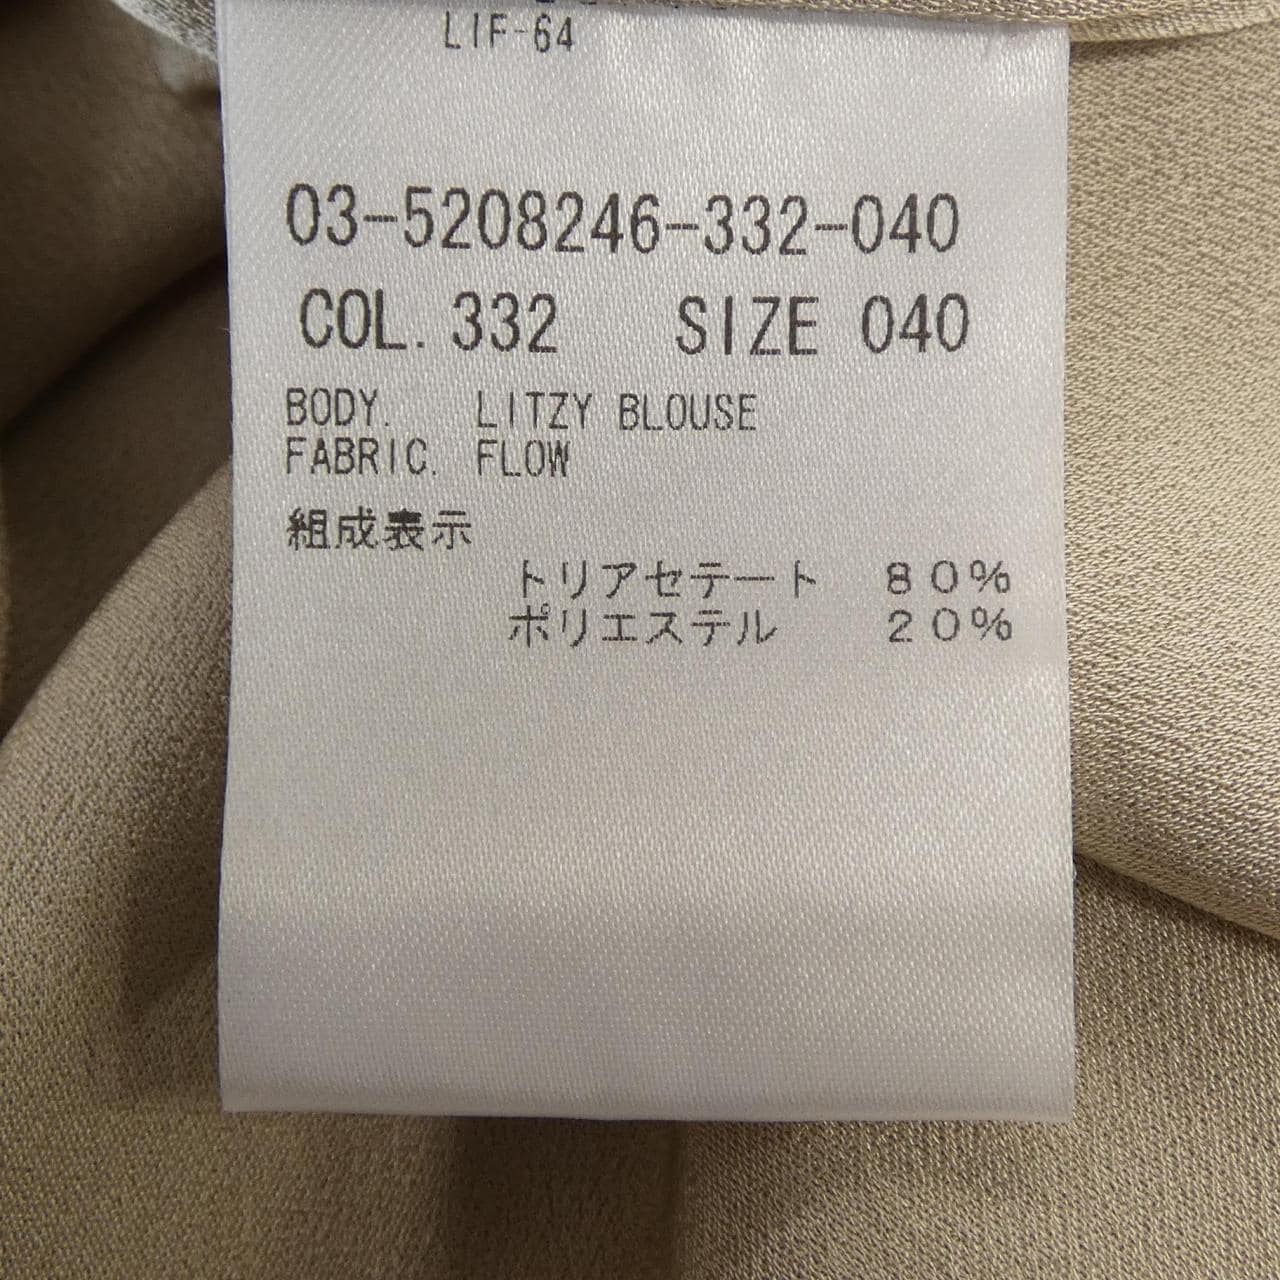 LIF-64
03-5208246-332-040
COL. 332 SIZE 040
BODY. LITZY BLOUSE
FABRIC. FLOW
組成表示
トリアセテート 80%
ポリエステル 20%